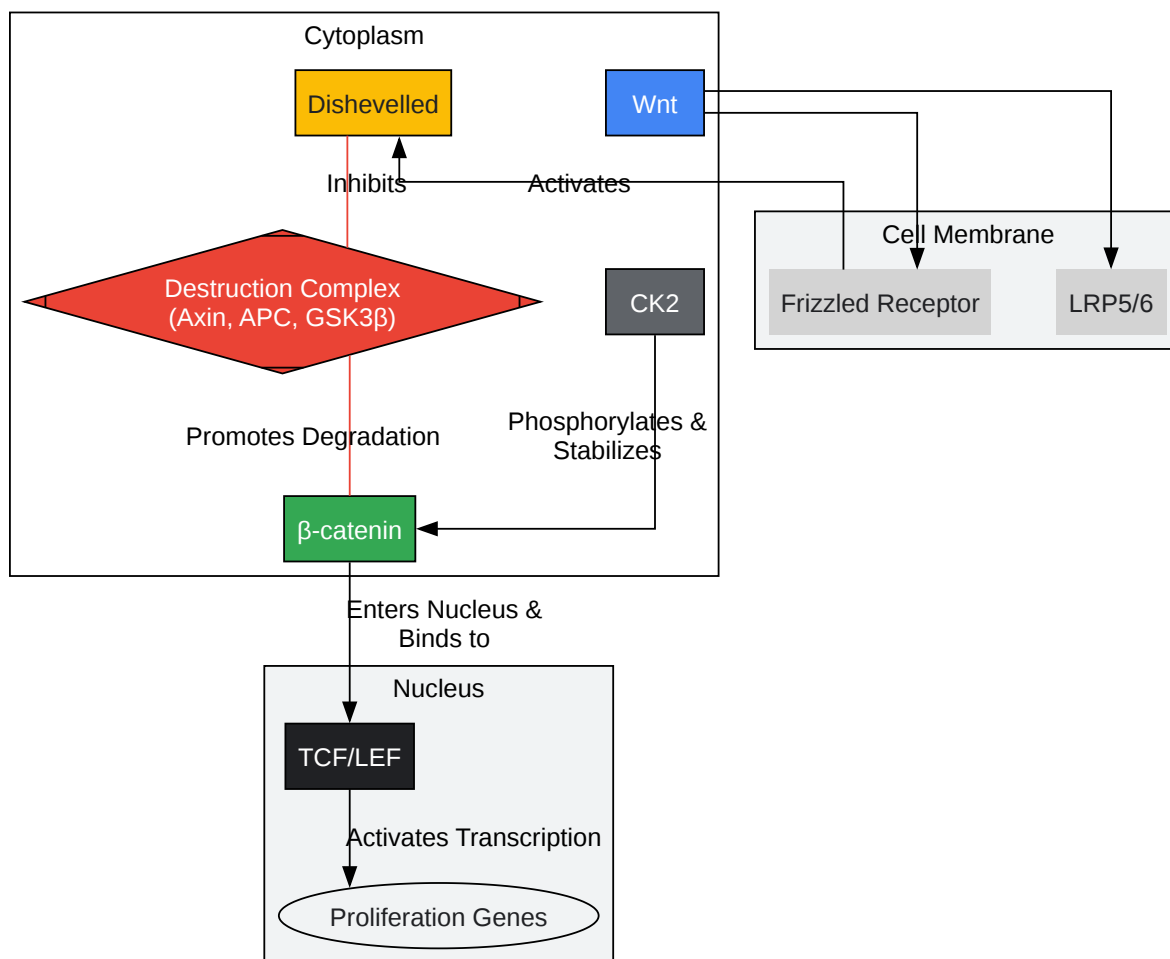 Cytoplasm
Dishevelled
Wnt
Inhibits
Activates
Cell Membrane
Destruction Complex
(Axin, APC, GSK3β)
CK2
Frizzled Receptor
LRP5/6
Promotes Degradation
Phosphorylates &
Stabilizes
β-catenin
Enters Nucleus &
Binds to
Nucleus
TCF/LEF
Activates Transcription
Proliferation Genes